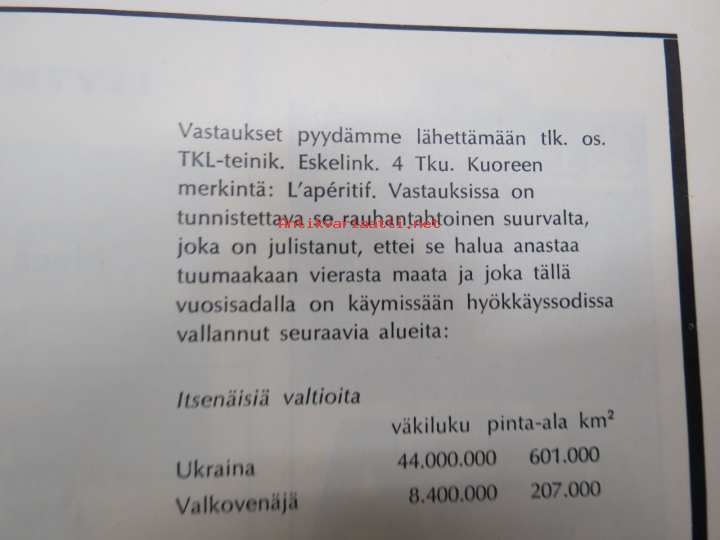 Vastaukset pyydämme lähettämään tlk. os.
TKL-teinik. Eskelink. 4 Tku. Kuoreen
merkintä: L'apéritif. Vastauksissa on
tunnistettava se rauhantahtoinen suurvalta,
Antikvariaatti.net
joka on julistanut, ettei se halua anastaa
tuumaakaan vierasta maata ja joka tällä
vuosisadalla on käymissään hyökkäyssodissa
vallannut seuraavia alueita:
Itsenäisiä valtioita
väkiluku pinta-ala km²
Ukraina 44.000.000 601.000
Valkovenäjä 8.400.000 207.000